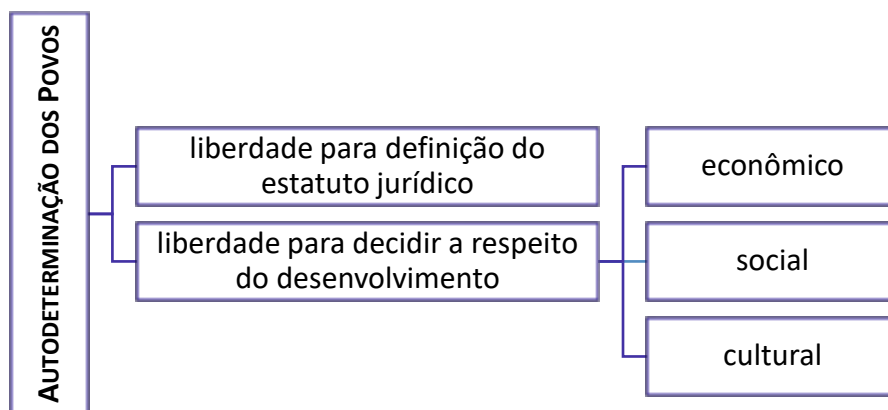 AUTODETERMINAÇÃO DOS POVOS
liberdade para definição do
estatuto jurídico
liberdade para decidir a respeito
do desenvolvimento
econômico
social
cultural